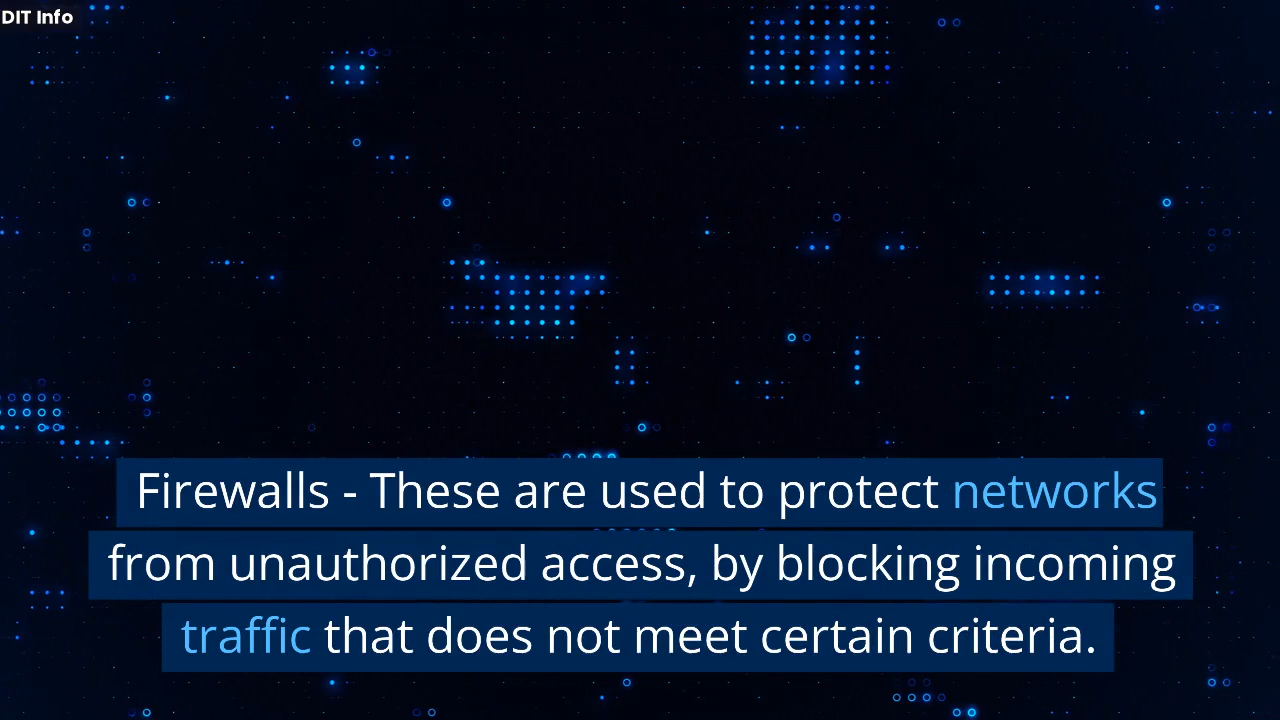 DIT Info
Firewalls - These are used to protect networks
from unauthorized access, by blocking incoming
traffic that does not meet certain criteria.